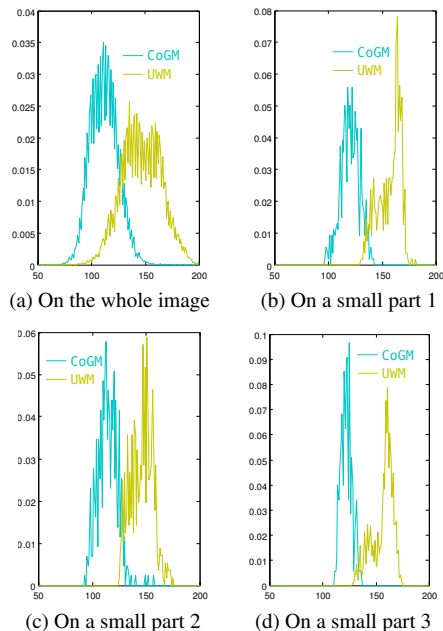 0.04
0.035
0.03
0.025
0.02
0.015
0.01
0.005
0
50 100 150 200
CoGM
UWM
(a) On the whole image
0.08
0.07
0.06
0.05
0.04
0.03
0.02
0.01
0
50 100 150 200
CoGM
UWM
(b) On a small part 1
0.06
0.05
0.04
0.03
0.02
0.01
0
50 100 150 200
CoGM
UWM
(c) On a small part 2
0.1
0.09
0.08
0.07
0.06
0.05
0.04
0.03
0.02
0.01
0
50 100 150 200
CoGM
UWM
(d) On a small part 3